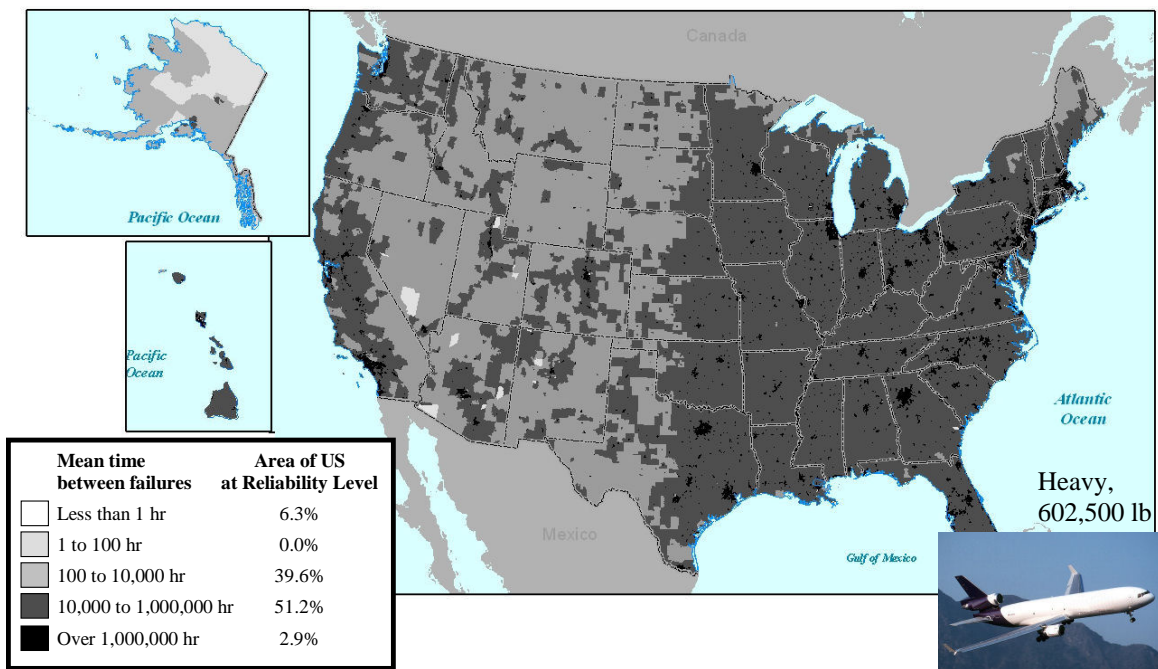 Canada
Pacific Ocean
Pacific
Ocean
Atlantic
Ocean
Mexico
Gulf of Mexico
Heavy,
602,500 lb
Mean time between failures Area of US at Reliability Level
Less than 1 hr 6.3%
1 to 100 hr 0.0%
100 to 10,000 hr 39.6%
10,000 to 1,000,000 hr 51.2%
Over 1,000,000 hr 2.9%